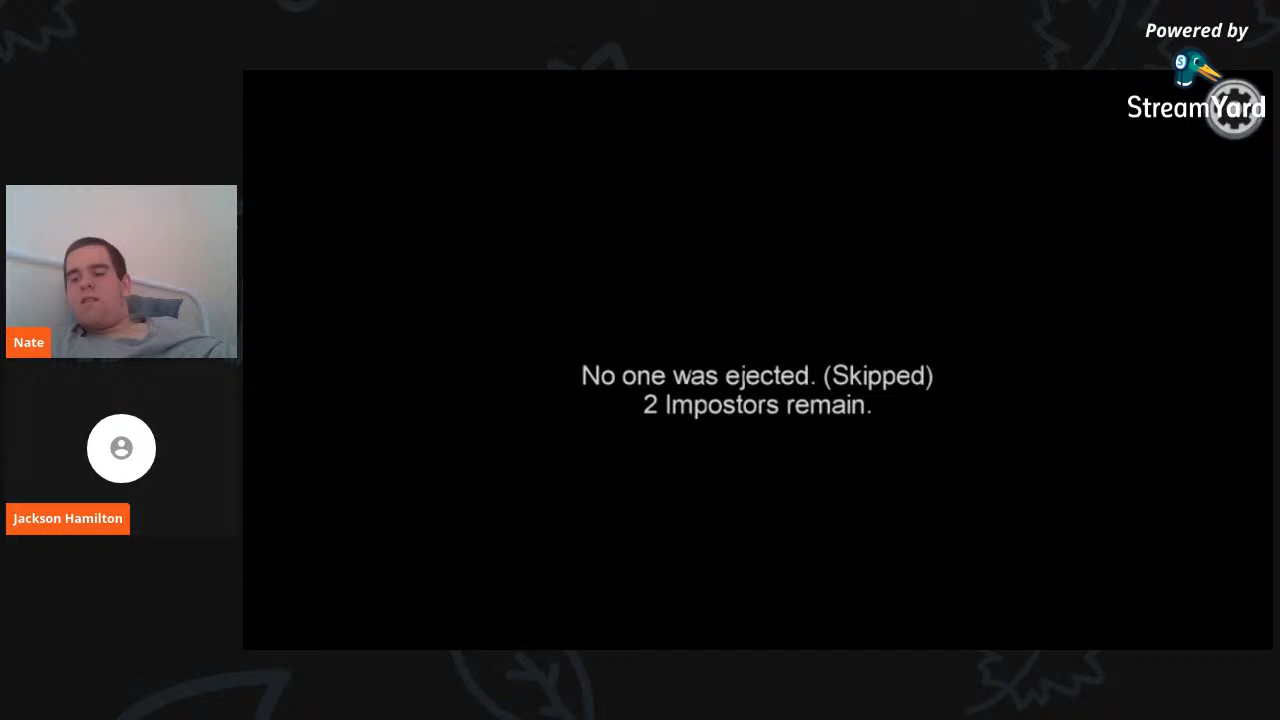 Powered by
StreamYard
Nate
No one was ejected. (Skipped)
2 Impostors remain.
Jackson Hamilton